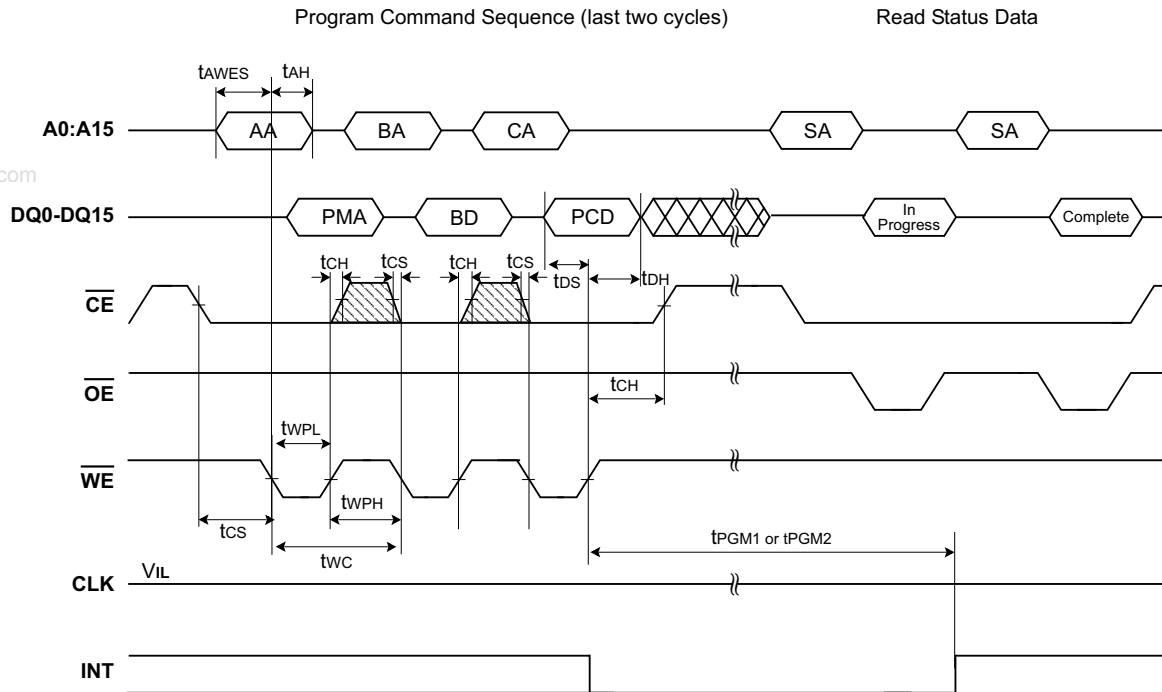 Program Command Sequence (last two cycles) Read Status Data
tAWES tAH
A0:A15 AA BA CA SA SA
com
DQ0-DQ15 PMA BD PCD In Progress Complete
tCH tCS tCH tCS tDS tDH
CE
OE tCH
tWPL
WE
tWPH
tCS
tWC tPGM1 or tPGM2
CLK VIL
INT